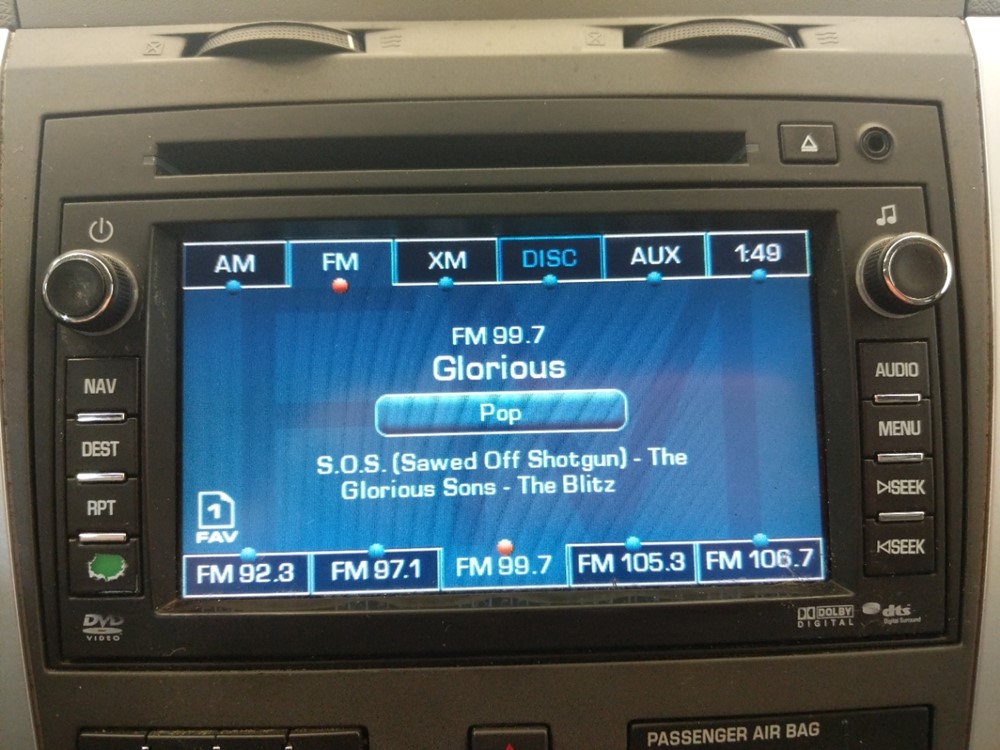 AM FM XM DISC AUX 1:49
FM 99.7
Glorious
Pop
S.O.S. (Sawed Off Shotgun) - The
Glorious Sons - The Blitz
1
FAV
FM 92.3 FM 97.1 FM 99.7 FM 105.3 FM 106.7
NAV
DEST
RPT
AUDIO
MENU
SEEK
SEEK
DVD
VIDEO
DOLBY
DIGITAL
dts
Digital Surround
PASSENGER AIR BAG